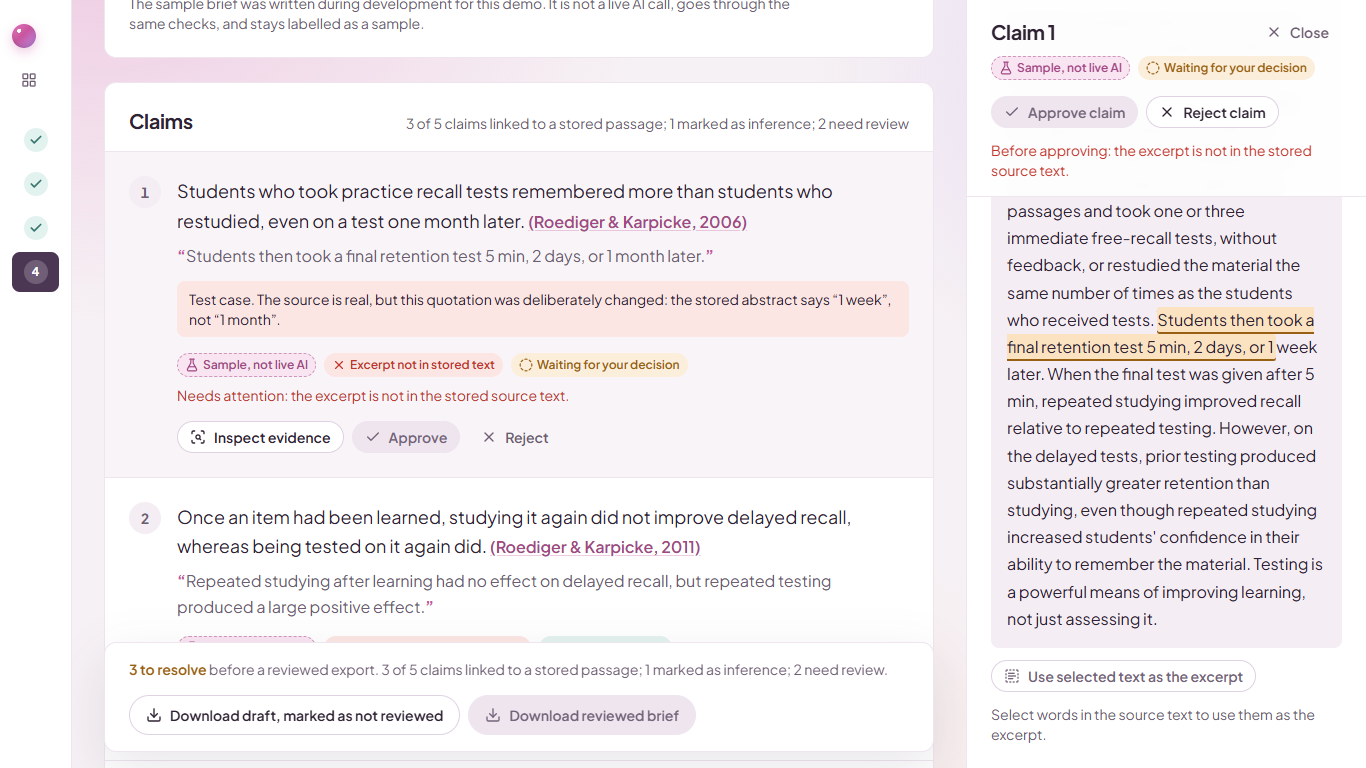 The sample brief was written during development for this demo. It is not a live AI call, goes through the
same checks, and stays labelled as a sample.
Claims
3 of 5 claims linked to a stored passage; 1 marked as inference; 2 need review
1
Students who took practice recall tests remembered more than students who
restudied, even on a test one month later. (Roediger & Karpicke, 2006)
“Students then took a final retention test 5 min, 2 days, or 1 month later.”
Test case. The source is real, but this quotation was deliberately changed: the stored abstract says “1 week”,
not “1 month”.
Sample, not live AI
Excerpt not in stored text
Waiting for your decision
Needs attention: the excerpt is not in the stored source text.
Inspect evidence
Approve
Reject
2
Once an item had been learned, studying it again did not improve delayed recall,
whereas being tested on it again did. (Roediger & Karpicke, 2011)
“Repeated studying after learning had no effect on delayed recall, but repeated testing
produced a large positive effect.”
3 to resolve before a reviewed export. 3 of 5 claims linked to a stored passage; 1 marked as inference; 2 need review.
Download draft, marked as not reviewed
Download reviewed brief
4
Claim 1
Close
Sample, not live AI
Waiting for your decision
Approve claim
Reject claim
Before approving: the excerpt is not in the stored
source text.
passages and took one or three
immediate free-recall tests, without
feedback, or restudied the material the
same number of times as the students
who received tests. Students then took a
final retention test 5 min, 2 days, or 1 week
later. When the final test was given after 5
min, repeated studying improved recall
relative to repeated testing. However, on
the delayed tests, prior testing produced
substantially greater retention than
studying, even though repeated studying
increased students' confidence in their
ability to remember the material. Testing is
a powerful means of improving learning,
not just assessing it.
Use selected text as the excerpt
Select words in the source text to use them as the
excerpt.